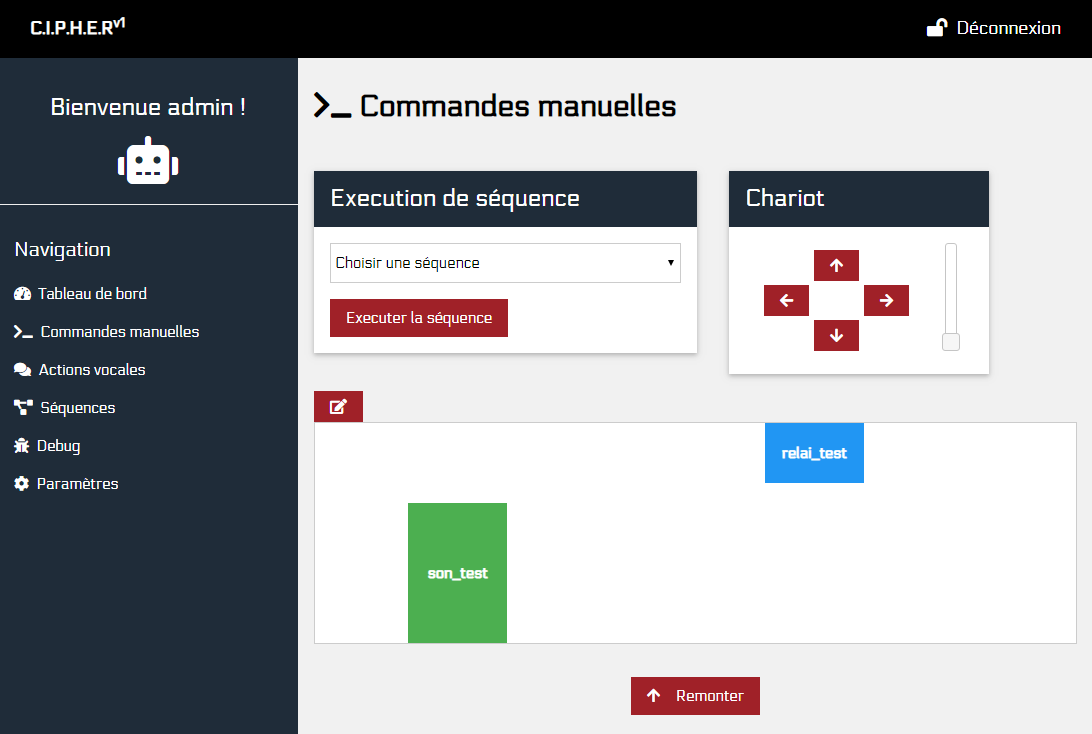 C.I.P.H.E.Rv1
Déconnexion
Bienvenue admin !
Navigation
Tableau de bord
Commandes manuelles
Actions vocales
Séquences
Debug
Paramètres
Commandes manuelles
Execution de séquence
Choisir une séquence
Executer la séquence
Chariot
relai_test
son_test
Remonter